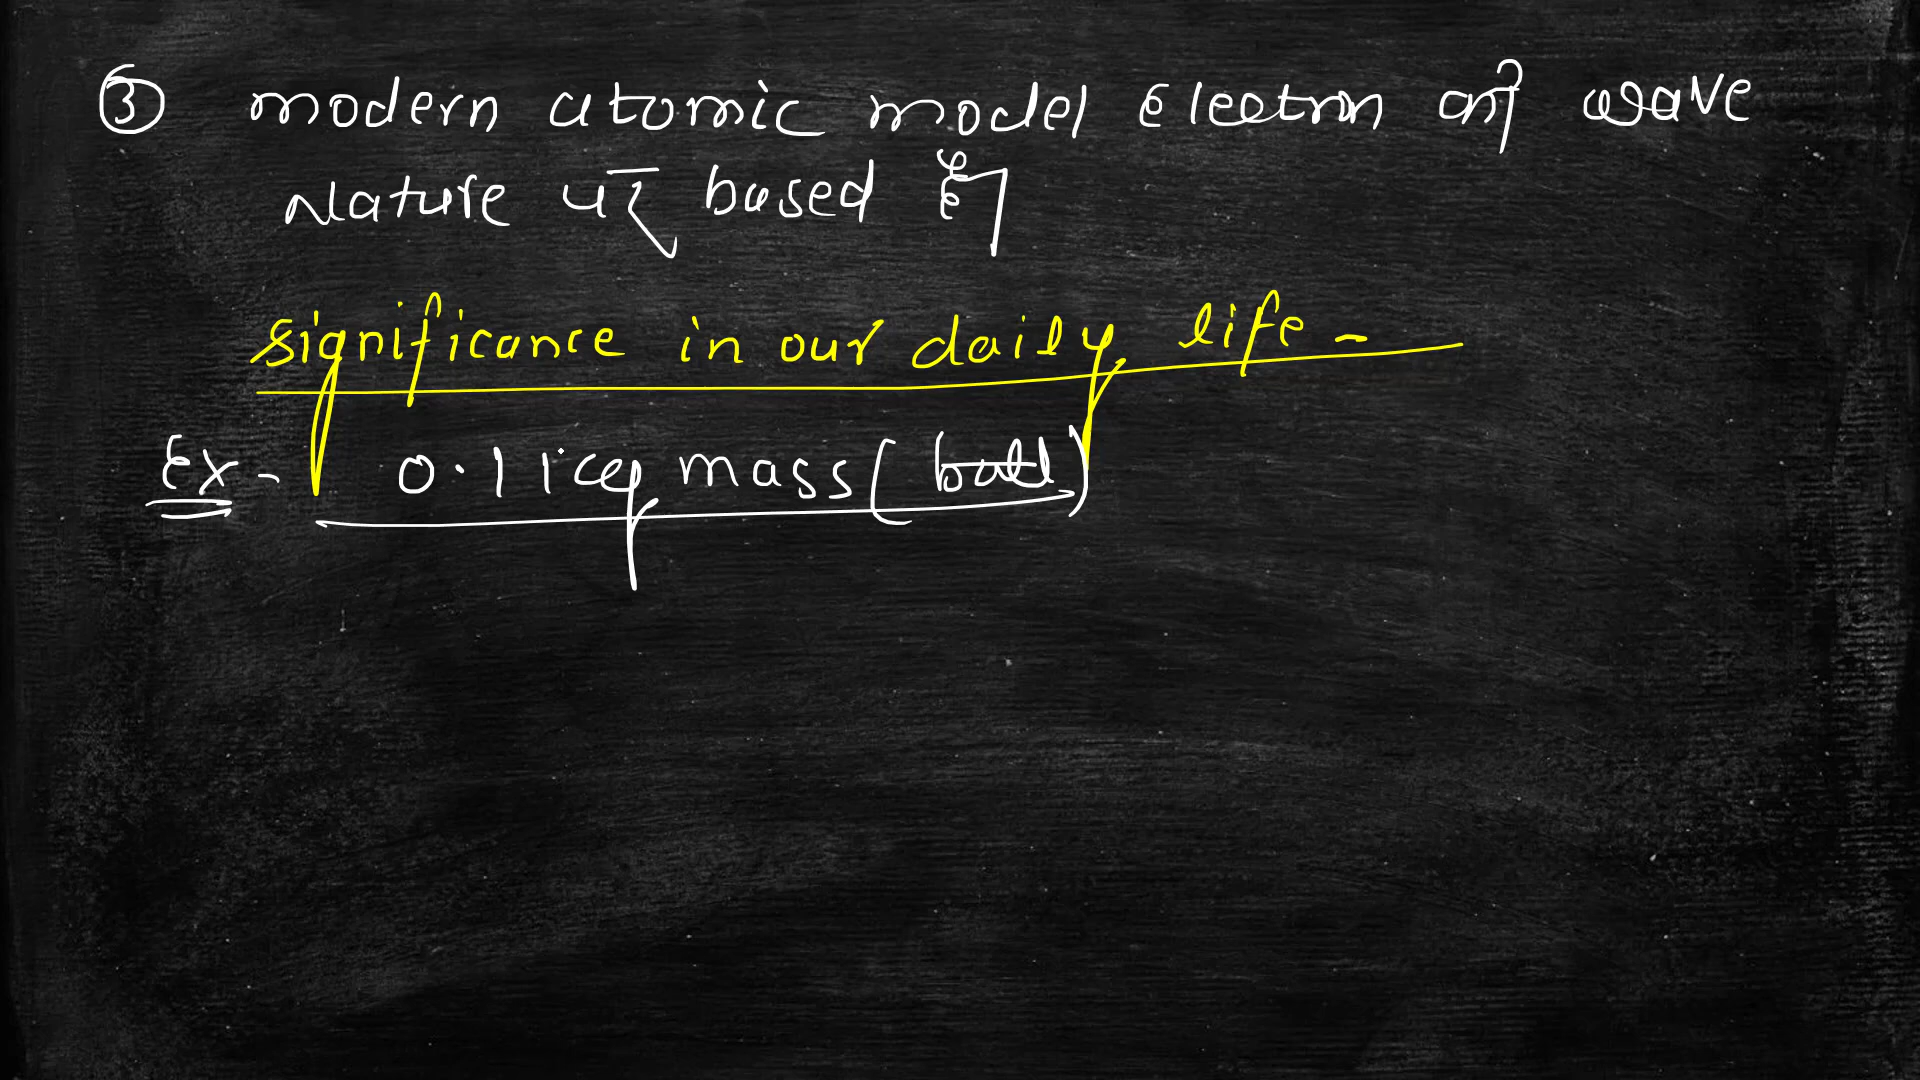 ③ modern atomic model Electron की wave
Nature पर based है।
significance in our daily life -
Ex - 0.1 kg mass (ball)